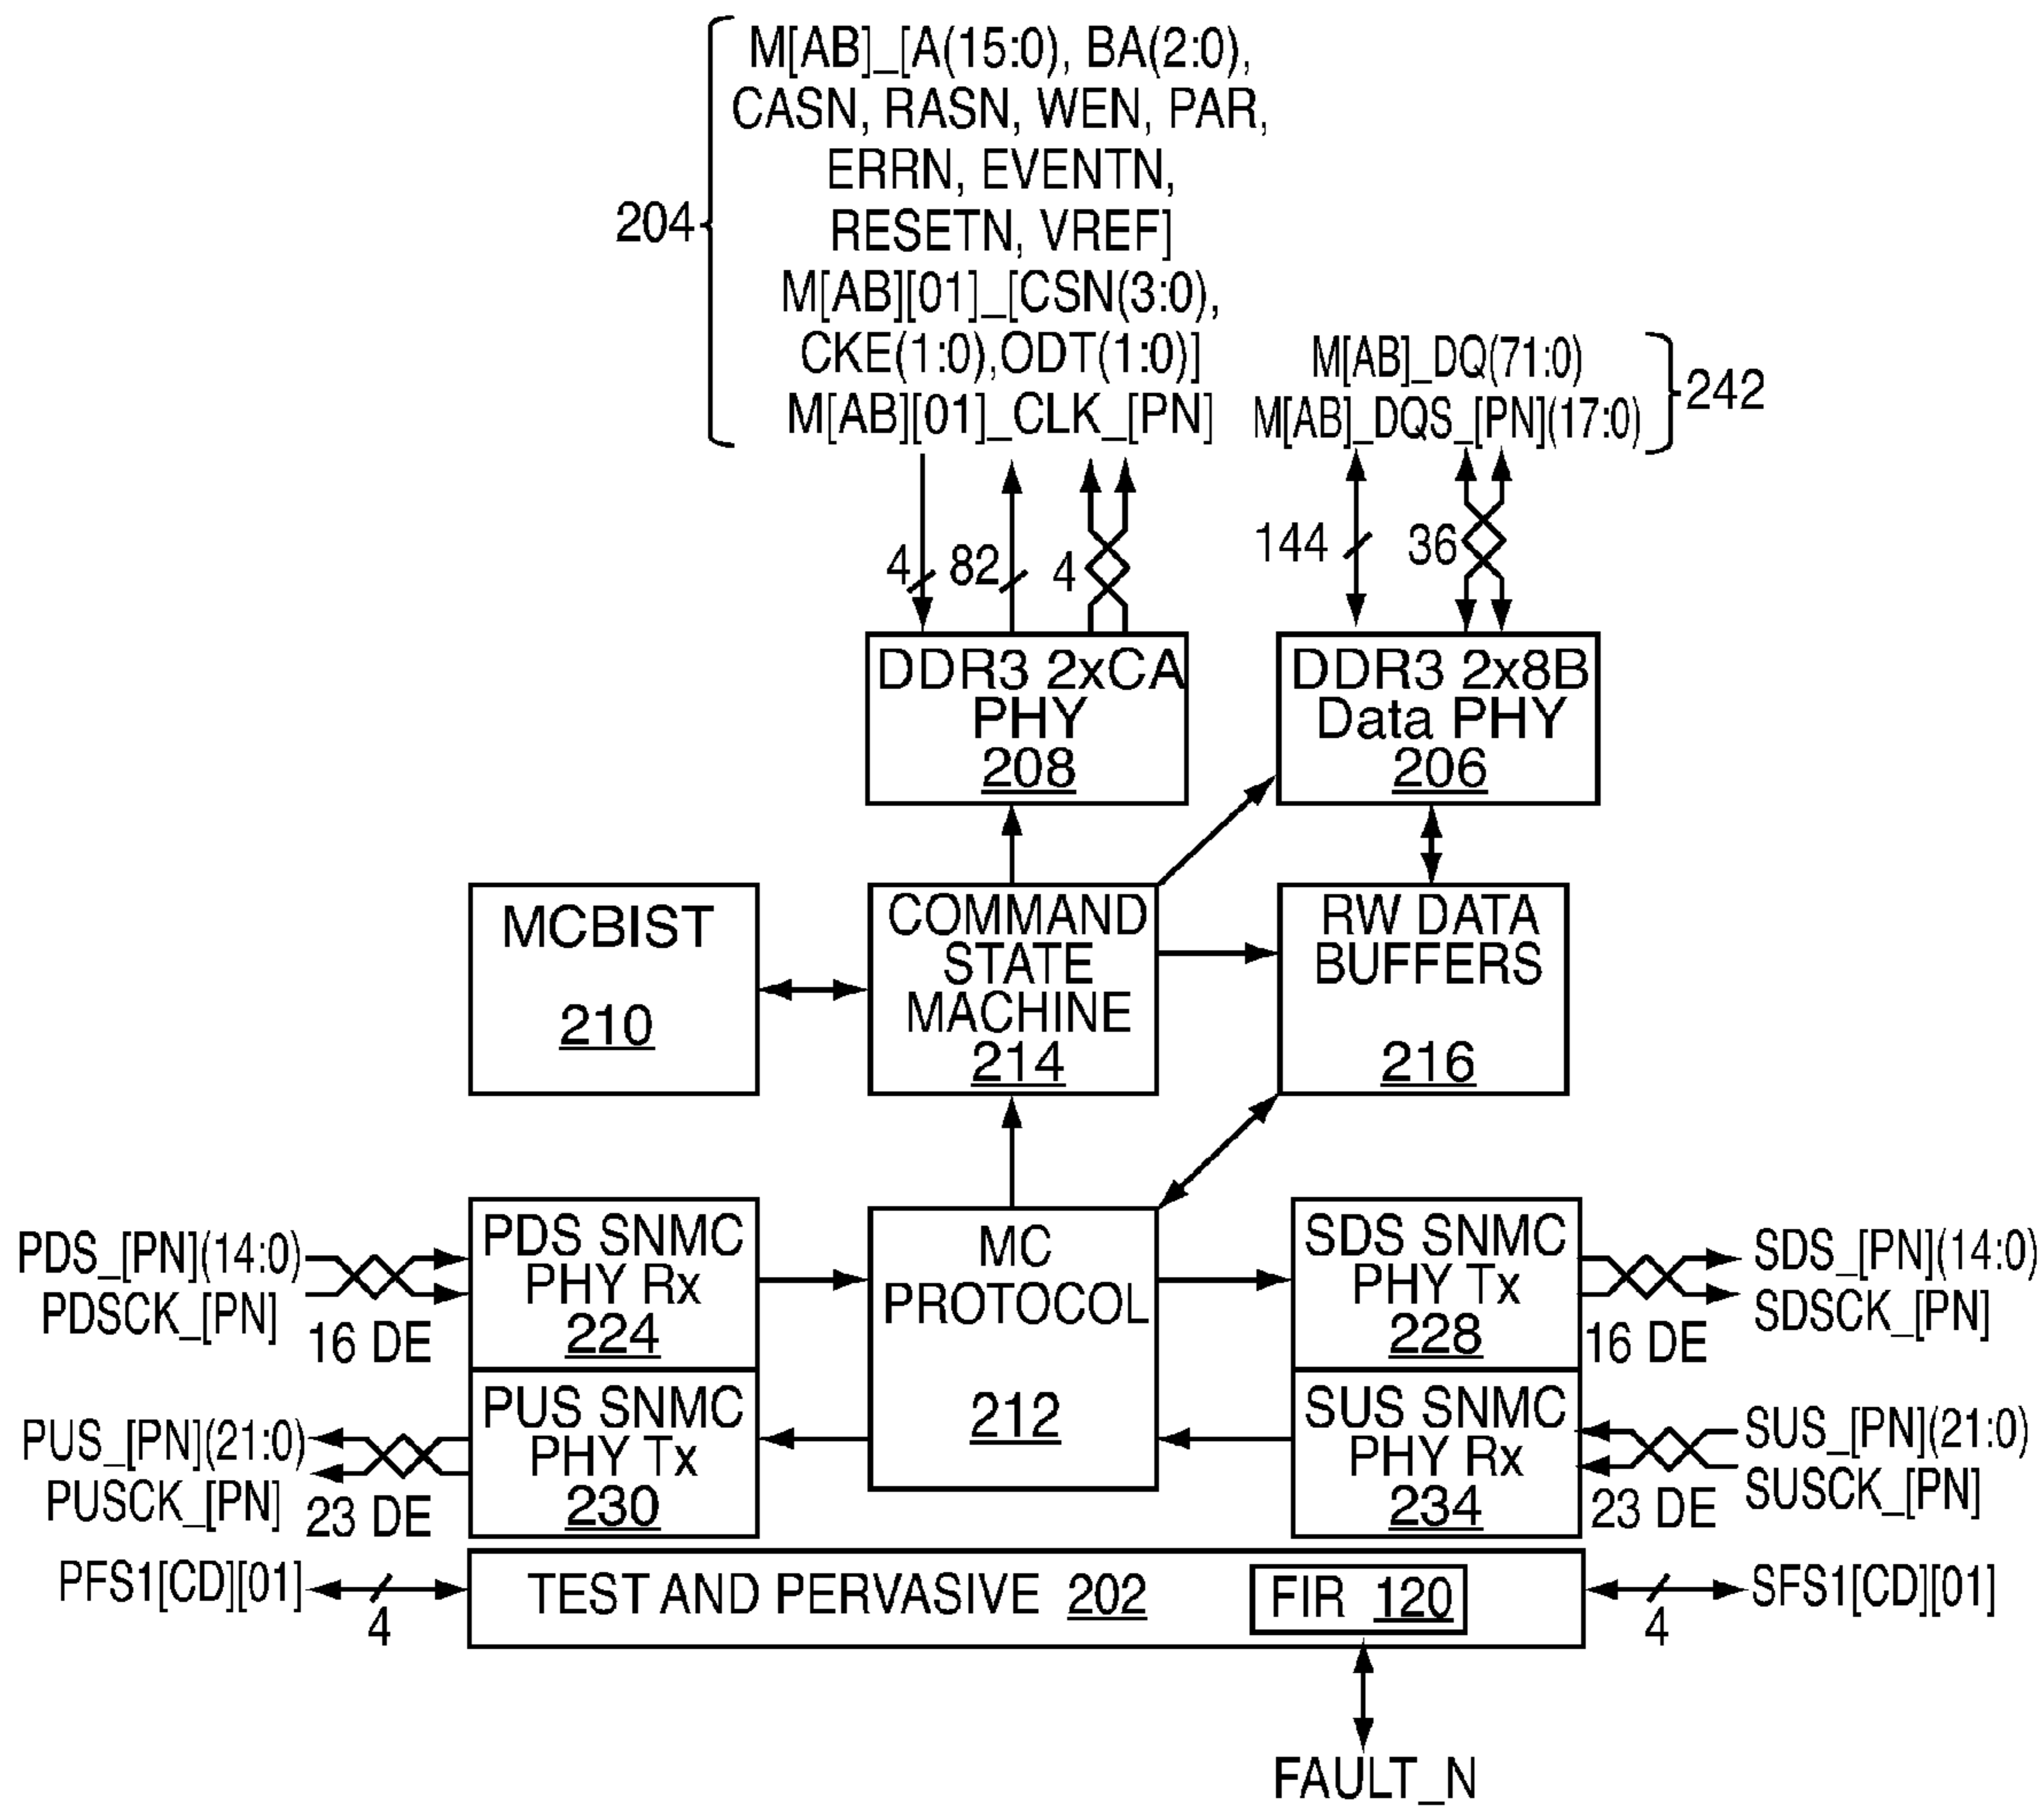 M[AB]_[A(15:0), BA(2:0),
CASN, RASN, WEN, PAR,
ERRN, EVENTN,
RESETN, VREF]
M[AB][01]_[CSN(3:0),
CKE(1:0),ODT(1:0)]
M[AB][01]_CLK_[PN]
204
M[AB]_DQ(71:0)
M[AB]_DQS_[PN](17:0)
242
4
82
4
144
36
DDR3 2xCA
PHY
208
DDR3 2x8B
Data PHY
206
MCBIST
210
COMMAND
STATE
MACHINE
214
RW DATA
BUFFERS
216
PDS_[PN](14:0)
PDSCK_[PN]
16 DE
PDS SNMC
PHY Rx
224
MC
PROTOCOL
212
SDS SNMC
PHY Tx
228
SDS_[PN](14:0)
SDSCK_[PN]
16 DE
PUS_[PN](21:0)
PUSCK_[PN]
23 DE
PUS SNMC
PHY Tx
230
SUS SNMC
PHY Rx
234
SUS_[PN](21:0)
SUSCK_[PN]
23 DE
PFS1[CD][01]
4
TEST AND PERVASIVE 202
FIR 120
SFS1[CD][01]
4
FAULT_N